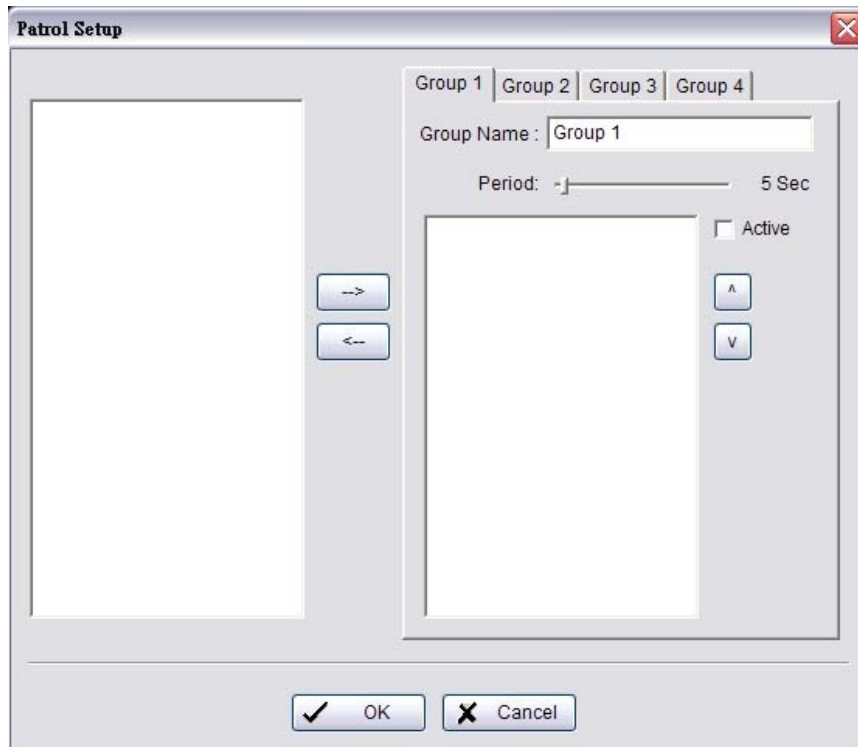 Patrol Setup
Group 1 Group 2 Group 3 Group 4
Group Name : Group 1
Period: 5 Sec
Active
-->
^
<--
v
OK Cancel